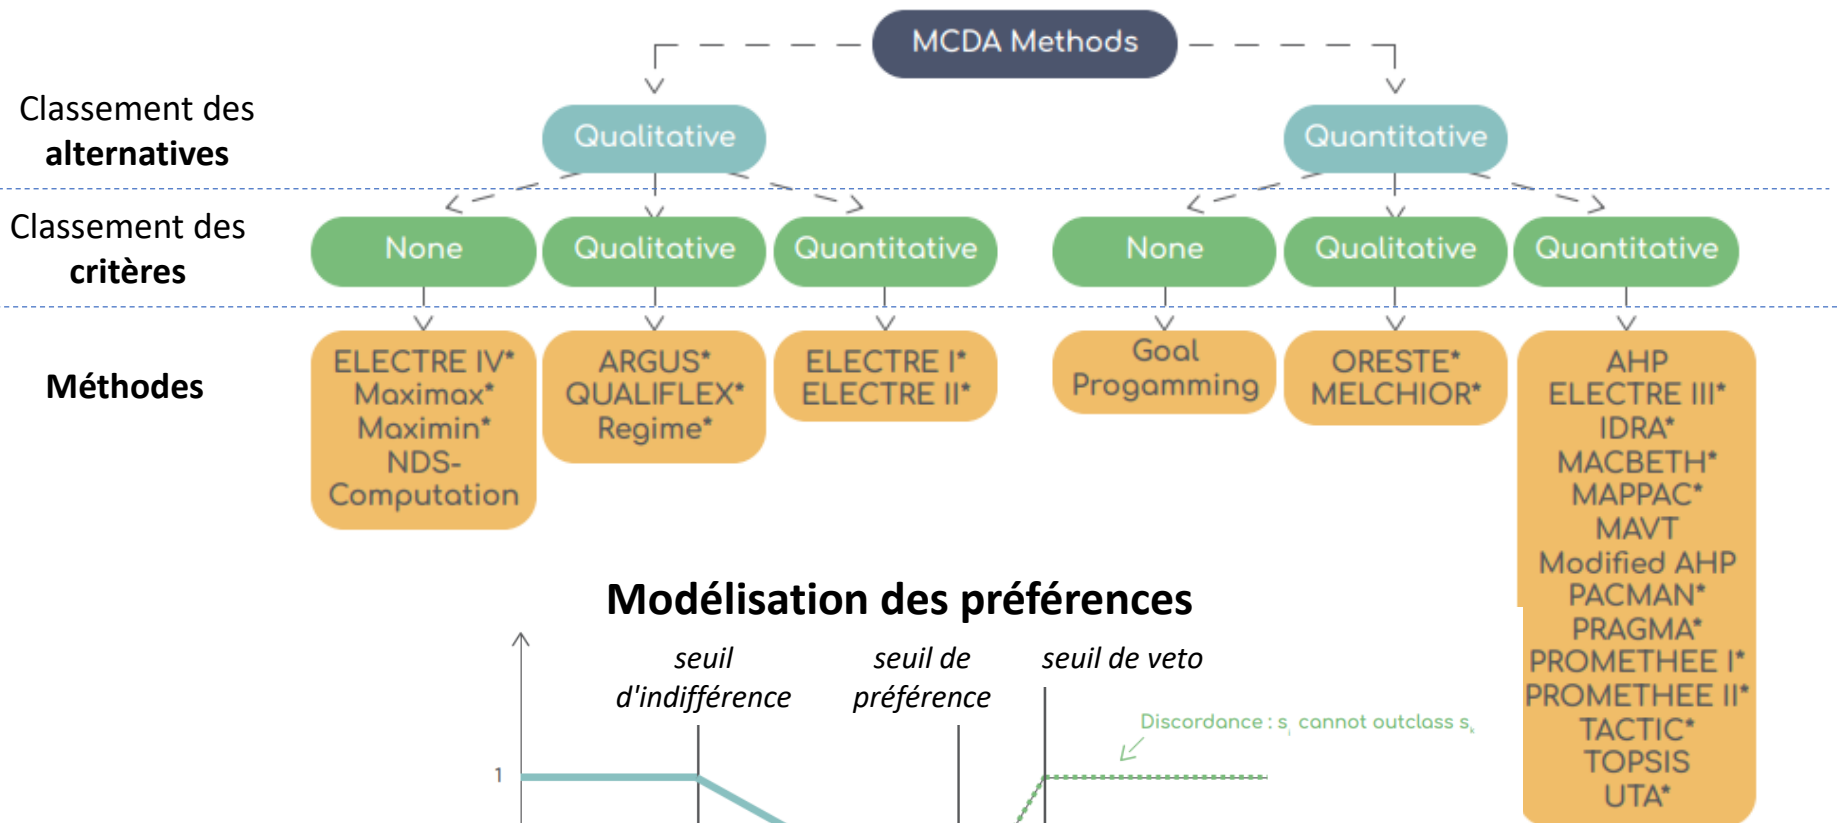 MCDA Methods
Classement des
alternatives
Qualitative
Quantitative
Classement des
critères
None
Qualitative
Quantitative
None
Qualitative
Quantitative
Méthodes
ELECTRE IV*
Maximax*
Maximin*
NDS-
Computation
ARGUS*
QUALIFLEX*
Regime*
ELECTRE I*
ELECTRE II*
Goal
Progamming
ORESTE*
MELCHIOR*
AHP
ELECTRE III*
IDRA*
MACBETH*
MAPPAC*
MAVT
Modified AHP
PACMAN*
PRAGMA*
PROMETHEE I*
PROMETHEE II*
TACTIC*
TOPSIS
UTA*
Modélisation des préférences
seuil
d'indifférence
seuil de
préférence
seuil de veto
Discordance : si cannot outclass sk
1